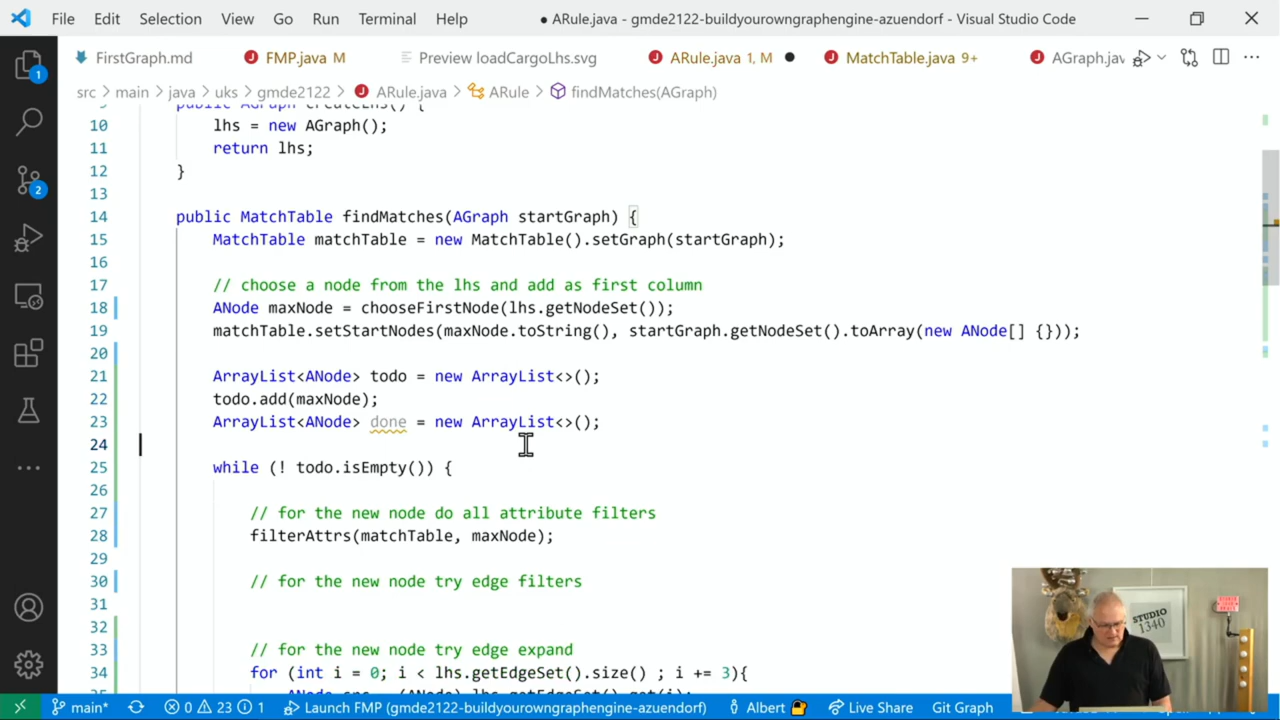 File Edit Selection View Go Run Terminal Help ● ARule.java - gmde2122-buildyourowngraphengine-azuendorf - Visual Studio Code
FirstGraph.md FMP.java M Preview loadCargoLhs.svg ARule.java 1, M ● MatchTable.java 9+ AGraph.jav ···
src > main > java > uks > gmde2122 > ARule.java > ARule > findMatches(AGraph)
10 lhs = new AGraph();
11 return lhs;
12 }
13
14 public MatchTable findMatches(AGraph startGraph) {
15 MatchTable matchTable = new MatchTable().setGraph(startGraph);
16
17 // choose a node from the lhs and add as first column
18 ANode maxNode = chooseFirstNode(lhs.getNodeSet());
19 matchTable.setStartNodes(maxNode.toString(), startGraph.getNodeSet().toArray(new ANode[] {}));
20
21 ArrayList<ANode> todo = new ArrayList<>();
22 todo.add(maxNode);
23 ArrayList<ANode> done = new ArrayList<>();
24
25 while (! todo.isEmpty()) {
26
27 // for the new node do all attribute filters
28 filterAttrs(matchTable, maxNode);
29
30 // for the new node try edge filters
31
32
33 // for the new node try edge expand
34 for (int i = 0; i < lhs.getEdgeSet().size() ; i += 3){
1
2
STUDIO
1340
main* 0 23 1 Launch FMP (gmde2122-buildyourowngraphengine-azuendorf) Albert Live Share Git Graph